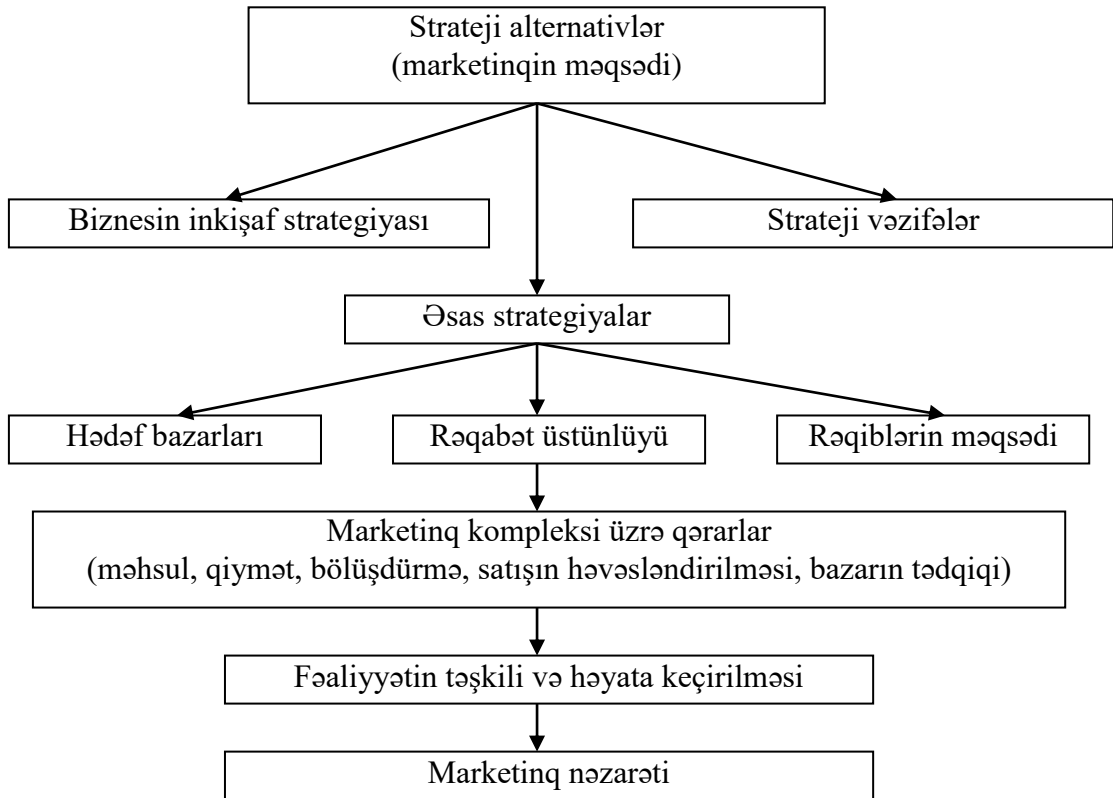 Strateji alternativlər
(marketinqin məqsədi)
Biznesin inkişaf strategiyası
Strateji vəzifələr
Əsas strategiyalar
Hədəf bazarları
Rəqabət üstünlüyü
Rəqiblərin məqsədi
Marketinq kompleksi üzrə qərarlar
(məhsul, qiymət, bölüşdürmə, satışın həvəsləndirilməsi, bazarın tədqiqi)
Fəaliyyətin təşkili və həyata keçirilməsi
Marketinq nəzarəti